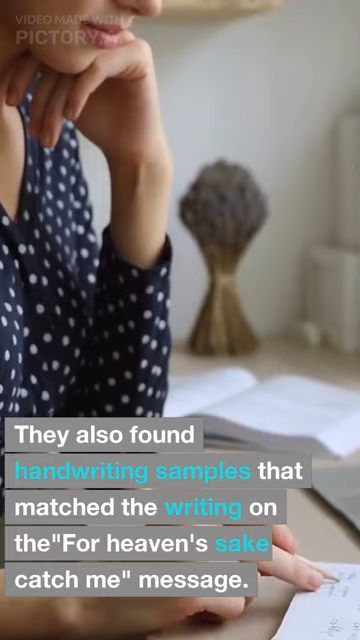 VIDEO MADE WITH
PICTORY.AI
They also found
handwriting samples that
matched the writing on
the"For heaven's sake
catch me" message.